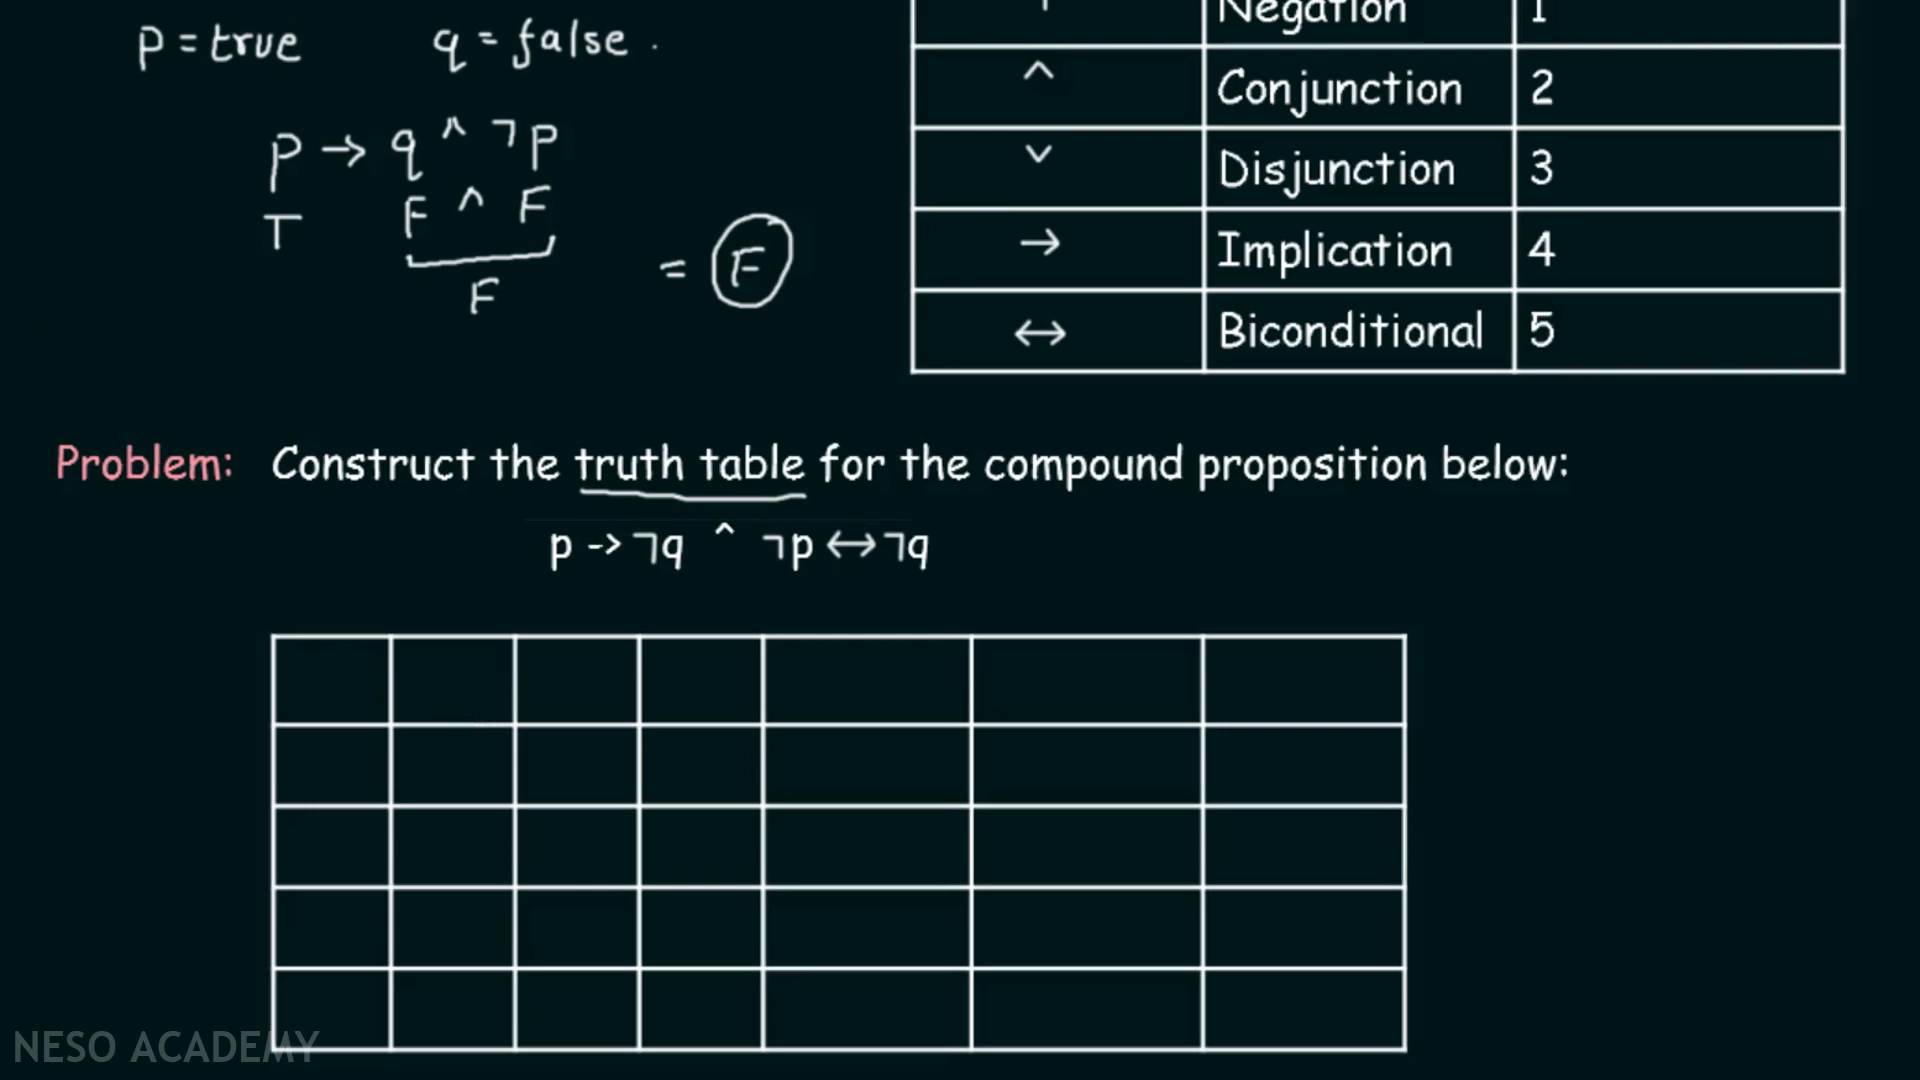 p = true q = false .
p → q ^ ¬p
T F ^ F
F = F
Negation 1
^ Conjunction 2
˅ Disjunction 3
→ Implication 4
↔ Biconditional 5
Problem: Construct the truth table for the compound proposition below:
p -> ¬q ^ ¬p ↔ ¬q
NESO ACADEMY